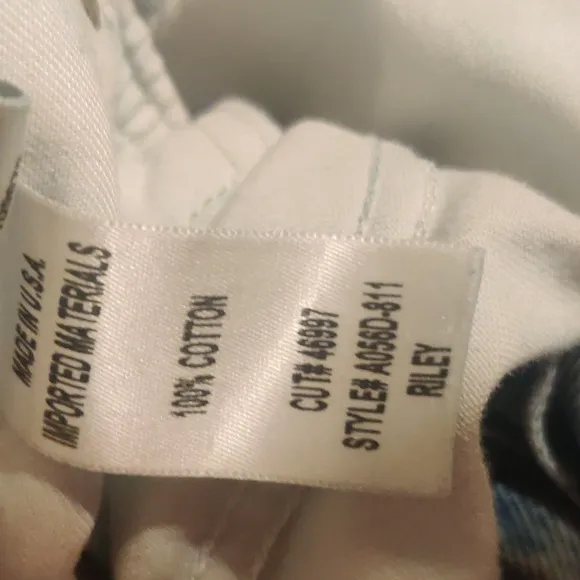 MADE IN U.S.A.
IMPORTED MATERIALS
100% COTTON
CUT# 46997
STYLE# A056D-811
RILEY